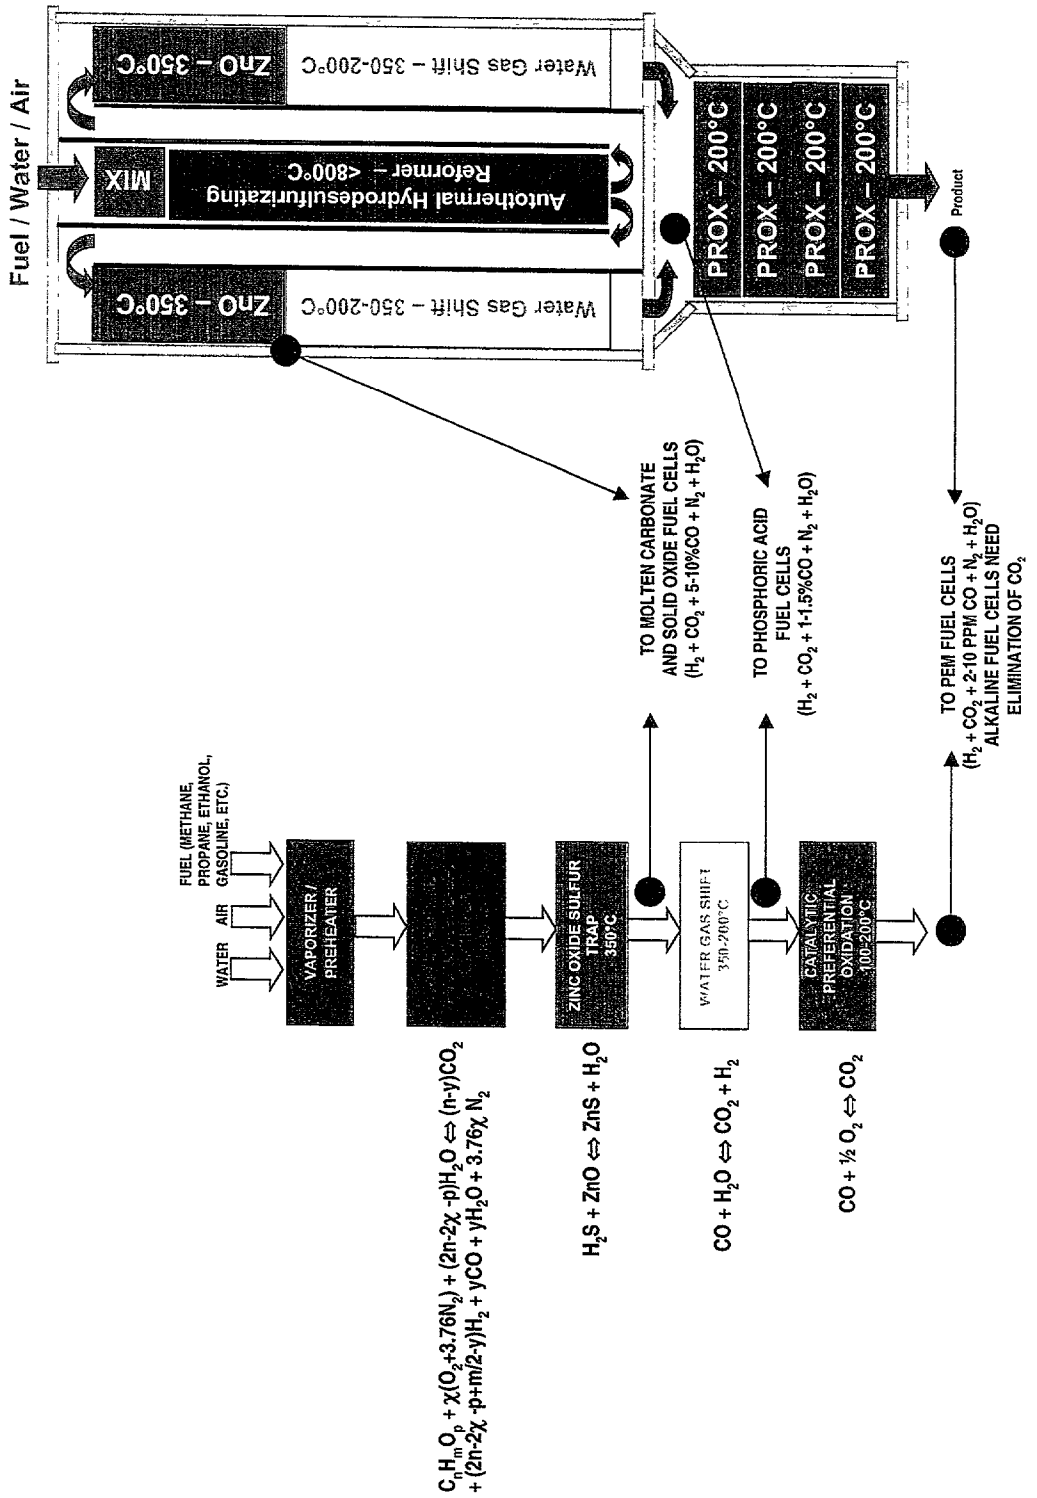 Fuel / Water / Air
MIX
Autothermal Hydrodesulfurizating
Reformer – <800°C
ZnO – 350°C
Water Gas Shift – 350-200°C
ZnO – 350°C
Water Gas Shift – 350-200°C
PROX – 200°C
PROX – 200°C
PROX – 200°C
PROX – 200°C
Product
TO MOLTEN CARBONATE
AND SOLID OXIDE FUEL CELLS
(H₂ + CO₂ + 5-10%CO + N₂ + H₂O)
TO PHOSPHORIC ACID
FUEL CELLS
(H₂ + CO₂ + 1-1.5%CO + N₂ + H₂O)
TO PEM FUEL CELLS
(H₂ + CO₂ + 2-10 PPM CO + N₂ + H₂O)
ALKALINE FUEL CELLS NEED
ELIMINATION OF CO₂
FUEL (METHANE,
PROPANE, ETHANOL,
GASOLINE, ETC.)
AIR
WATER
VAPORIZER /
PREHEATER
ZINC OXIDE SULFUR
TRAP
350°C
WATER GAS SHIFT
350-200°C
CATALYTIC
PREFERENTIAL
OXIDATION
100-200°C
CₙHₘOₚ + χ(O₂+3.76N₂) + (2n-2χ -p)H₂O ⇔ (n-y)CO₂
+ (2n-2χ -p+m/2-y)H₂ + yCO + yH₂O + 3.76χ N₂
H₂S + ZnO ⇔ ZnS + H₂O
CO + H₂O ⇔ CO₂ + H₂
CO + ½ O₂ ⇔ CO₂